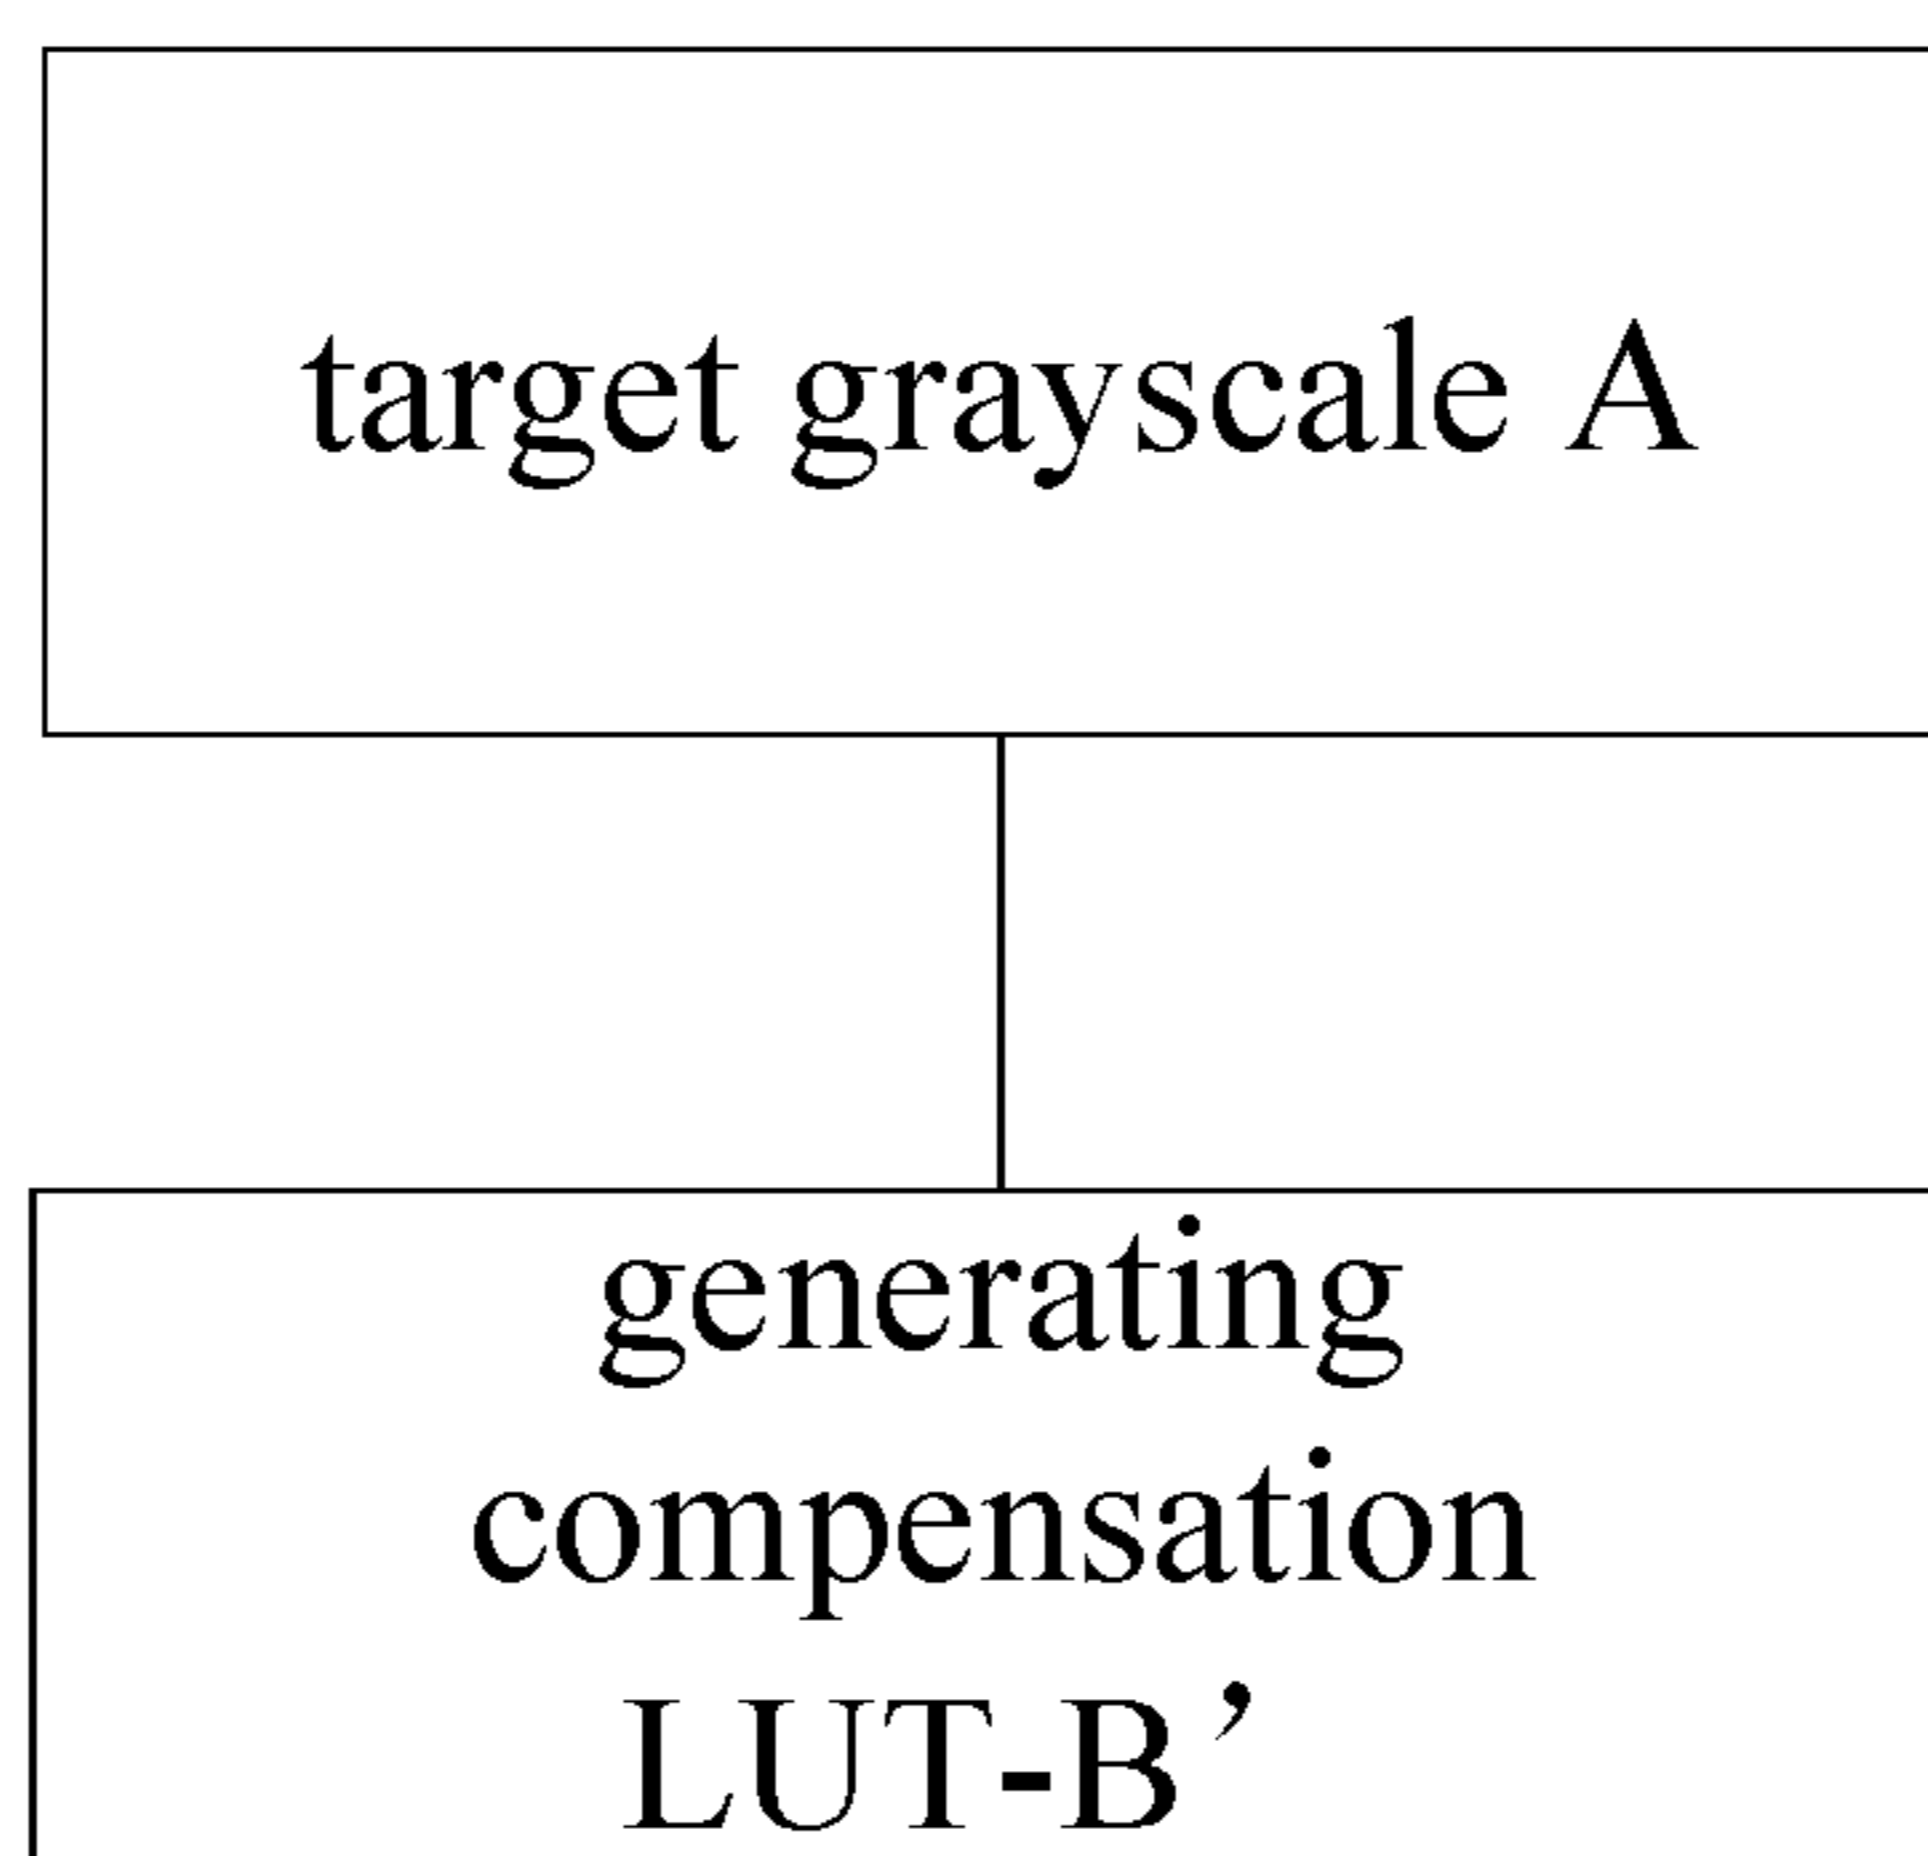 target grayscale A
generating
compensation
LUT-B’